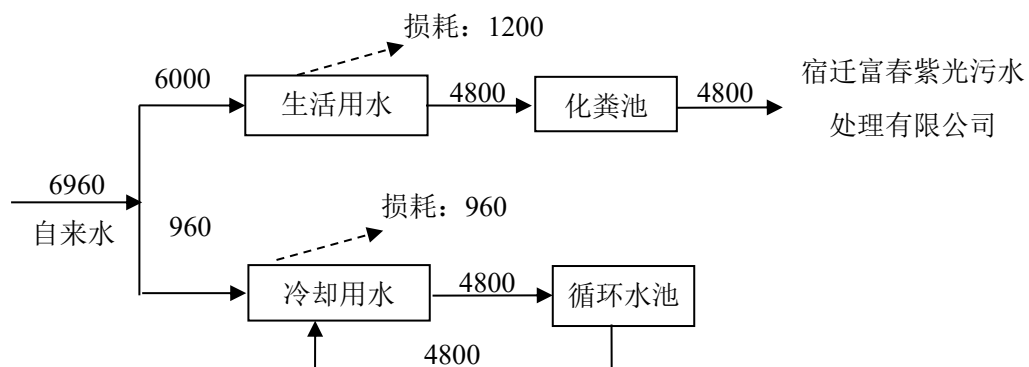 损耗：1200
6000
生活用水
4800
化粪池
4800
宿迁富春紫光污水
处理有限公司
6960
自来水
960
损耗：960
冷却用水
4800
循环水池
4800